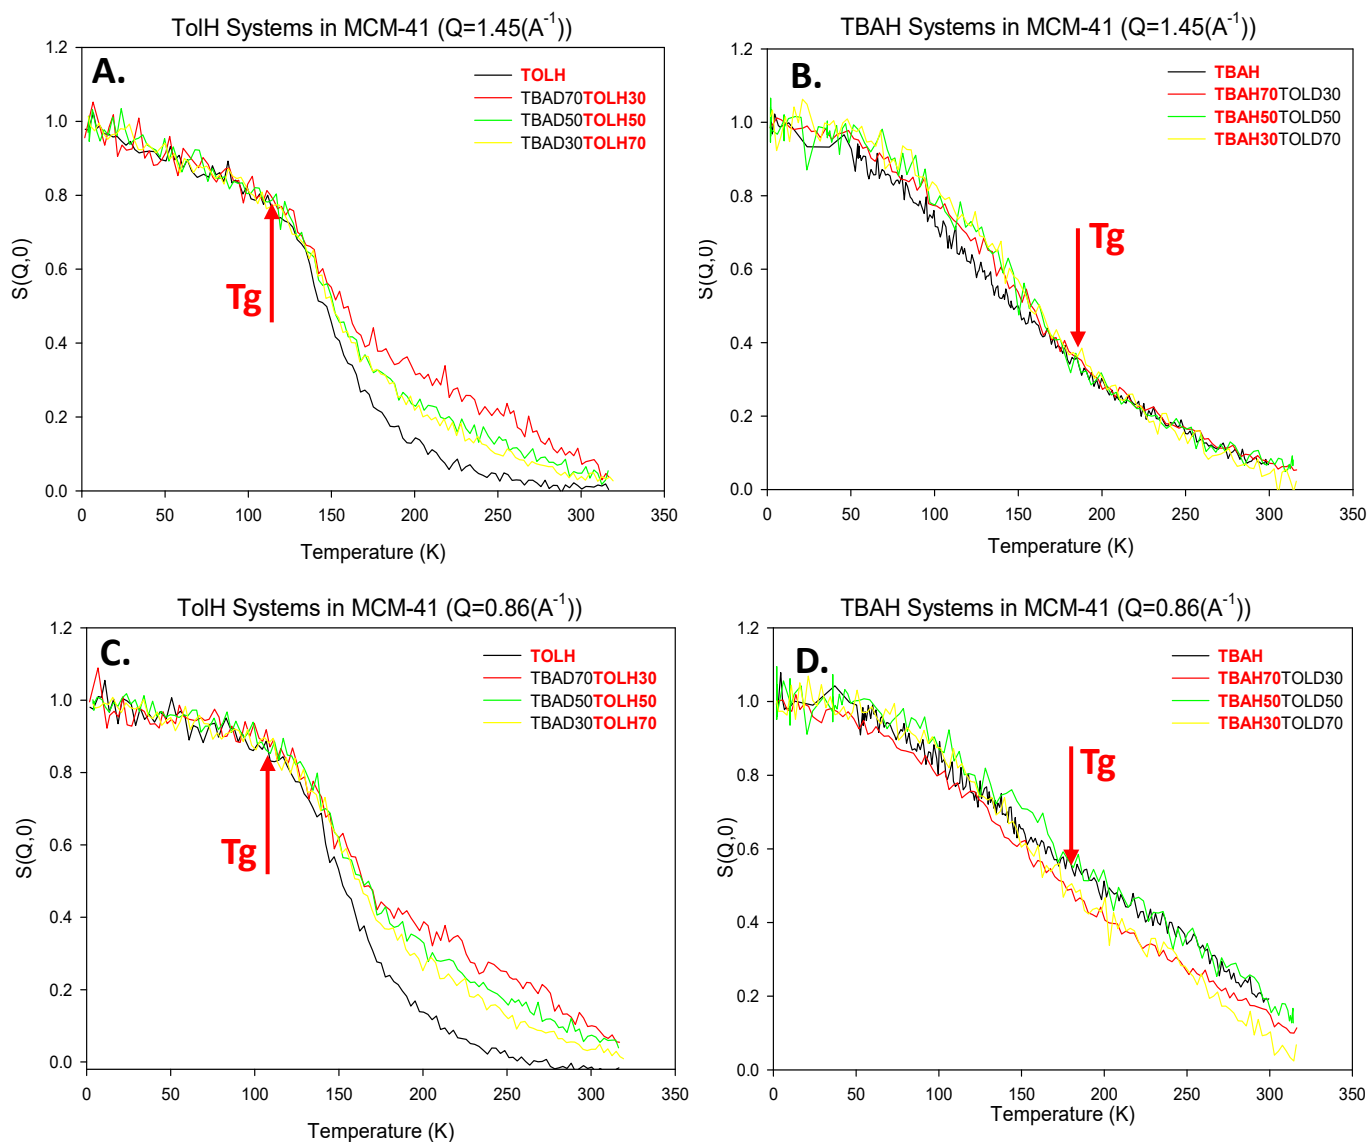 TolH Systems in MCM-41 (Q=1.45(A⁻¹))
A.
TOLH
TBAD70TOLH30
TBAD50TOLH50
TBAD30TOLH70
Tg
S(Q,0)
1.2
1.0
0.8
0.6
0.4
0.2
0.0
0 50 100 150 200 250 300 350
Temperature (K)
TBAH Systems in MCM-41 (Q=1.45(A⁻¹))
B.
TBAH
TBAH70TOLD30
TBAH50TOLD50
TBAH30TOLD70
Tg
S(Q,0)
1.2
1.0
0.8
0.6
0.4
0.2
0.0
0 50 100 150 200 250 300 350
Temperature (K)
TolH Systems in MCM-41 (Q=0.86(A⁻¹))
C.
TOLH
TBAD70TOLH30
TBAD50TOLH50
TBAD30TOLH70
Tg
S(Q,0)
1.2
1.0
0.8
0.6
0.4
0.2
0.0
0 50 100 150 200 250 300 350
Temperature (K)
TBAH Systems in MCM-41 (Q=0.86(A⁻¹))
D.
TBAH
TBAH70TOLD30
TBAH50TOLD50
TBAH30TOLD70
Tg
S(Q,0)
1.2
1.0
0.8
0.6
0.4
0.2
0.0
0 50 100 150 200 250 300 350
Temperature (K)